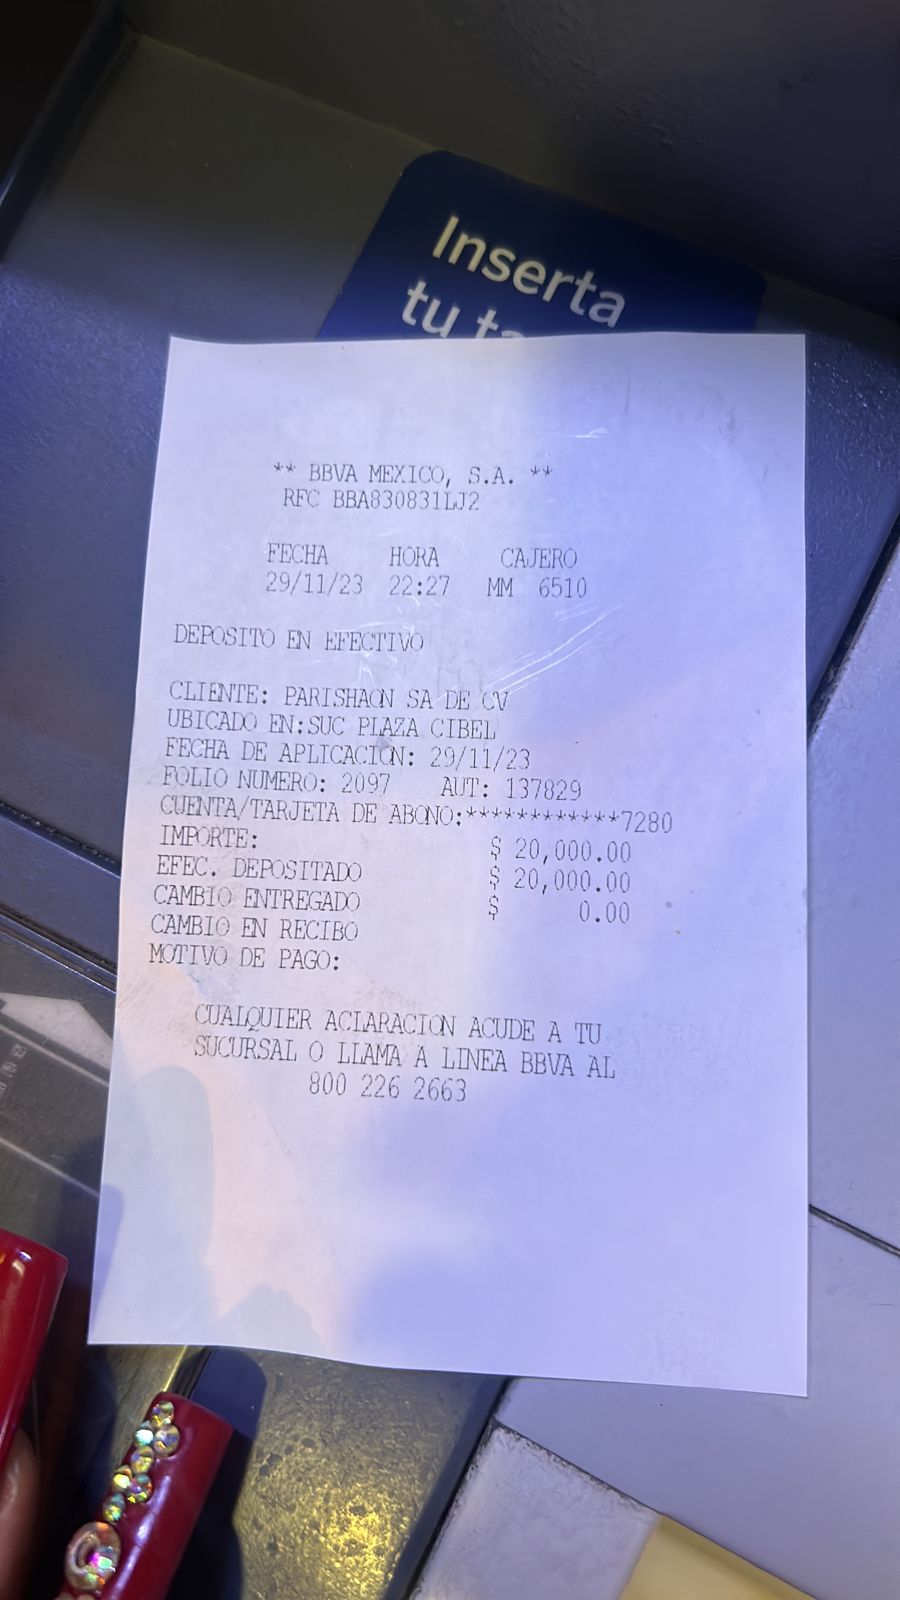 Inserta
tu
** BBVA MEXICO, S.A. **
RFC BBA830831LJ2
FECHA HORA CAJERO
29/11/23 22:27 MM 6510
DEPOSITO EN EFECTIVO
CLIENTE: PARISHAON SA DE CV
UBICADO EN:SUC PLAZA CIBEL
FECHA DE APLICACION: 29/11/23
FOLIO NUMERO: 2097 AUT: 137829
CUENTA/TARJETA DE ABONO:************7280
IMPORTE: $ 20,000.00
EFEC. DEPOSITADO $ 20,000.00
CAMBIO ENTREGADO $ 0.00
CAMBIO EN RECIBO
MOTIVO DE PAGO:
CUALQUIER ACLARACION ACUDE A TU
SUCURSAL O LLAMA A LINEA BBVA AL
800 226 2663